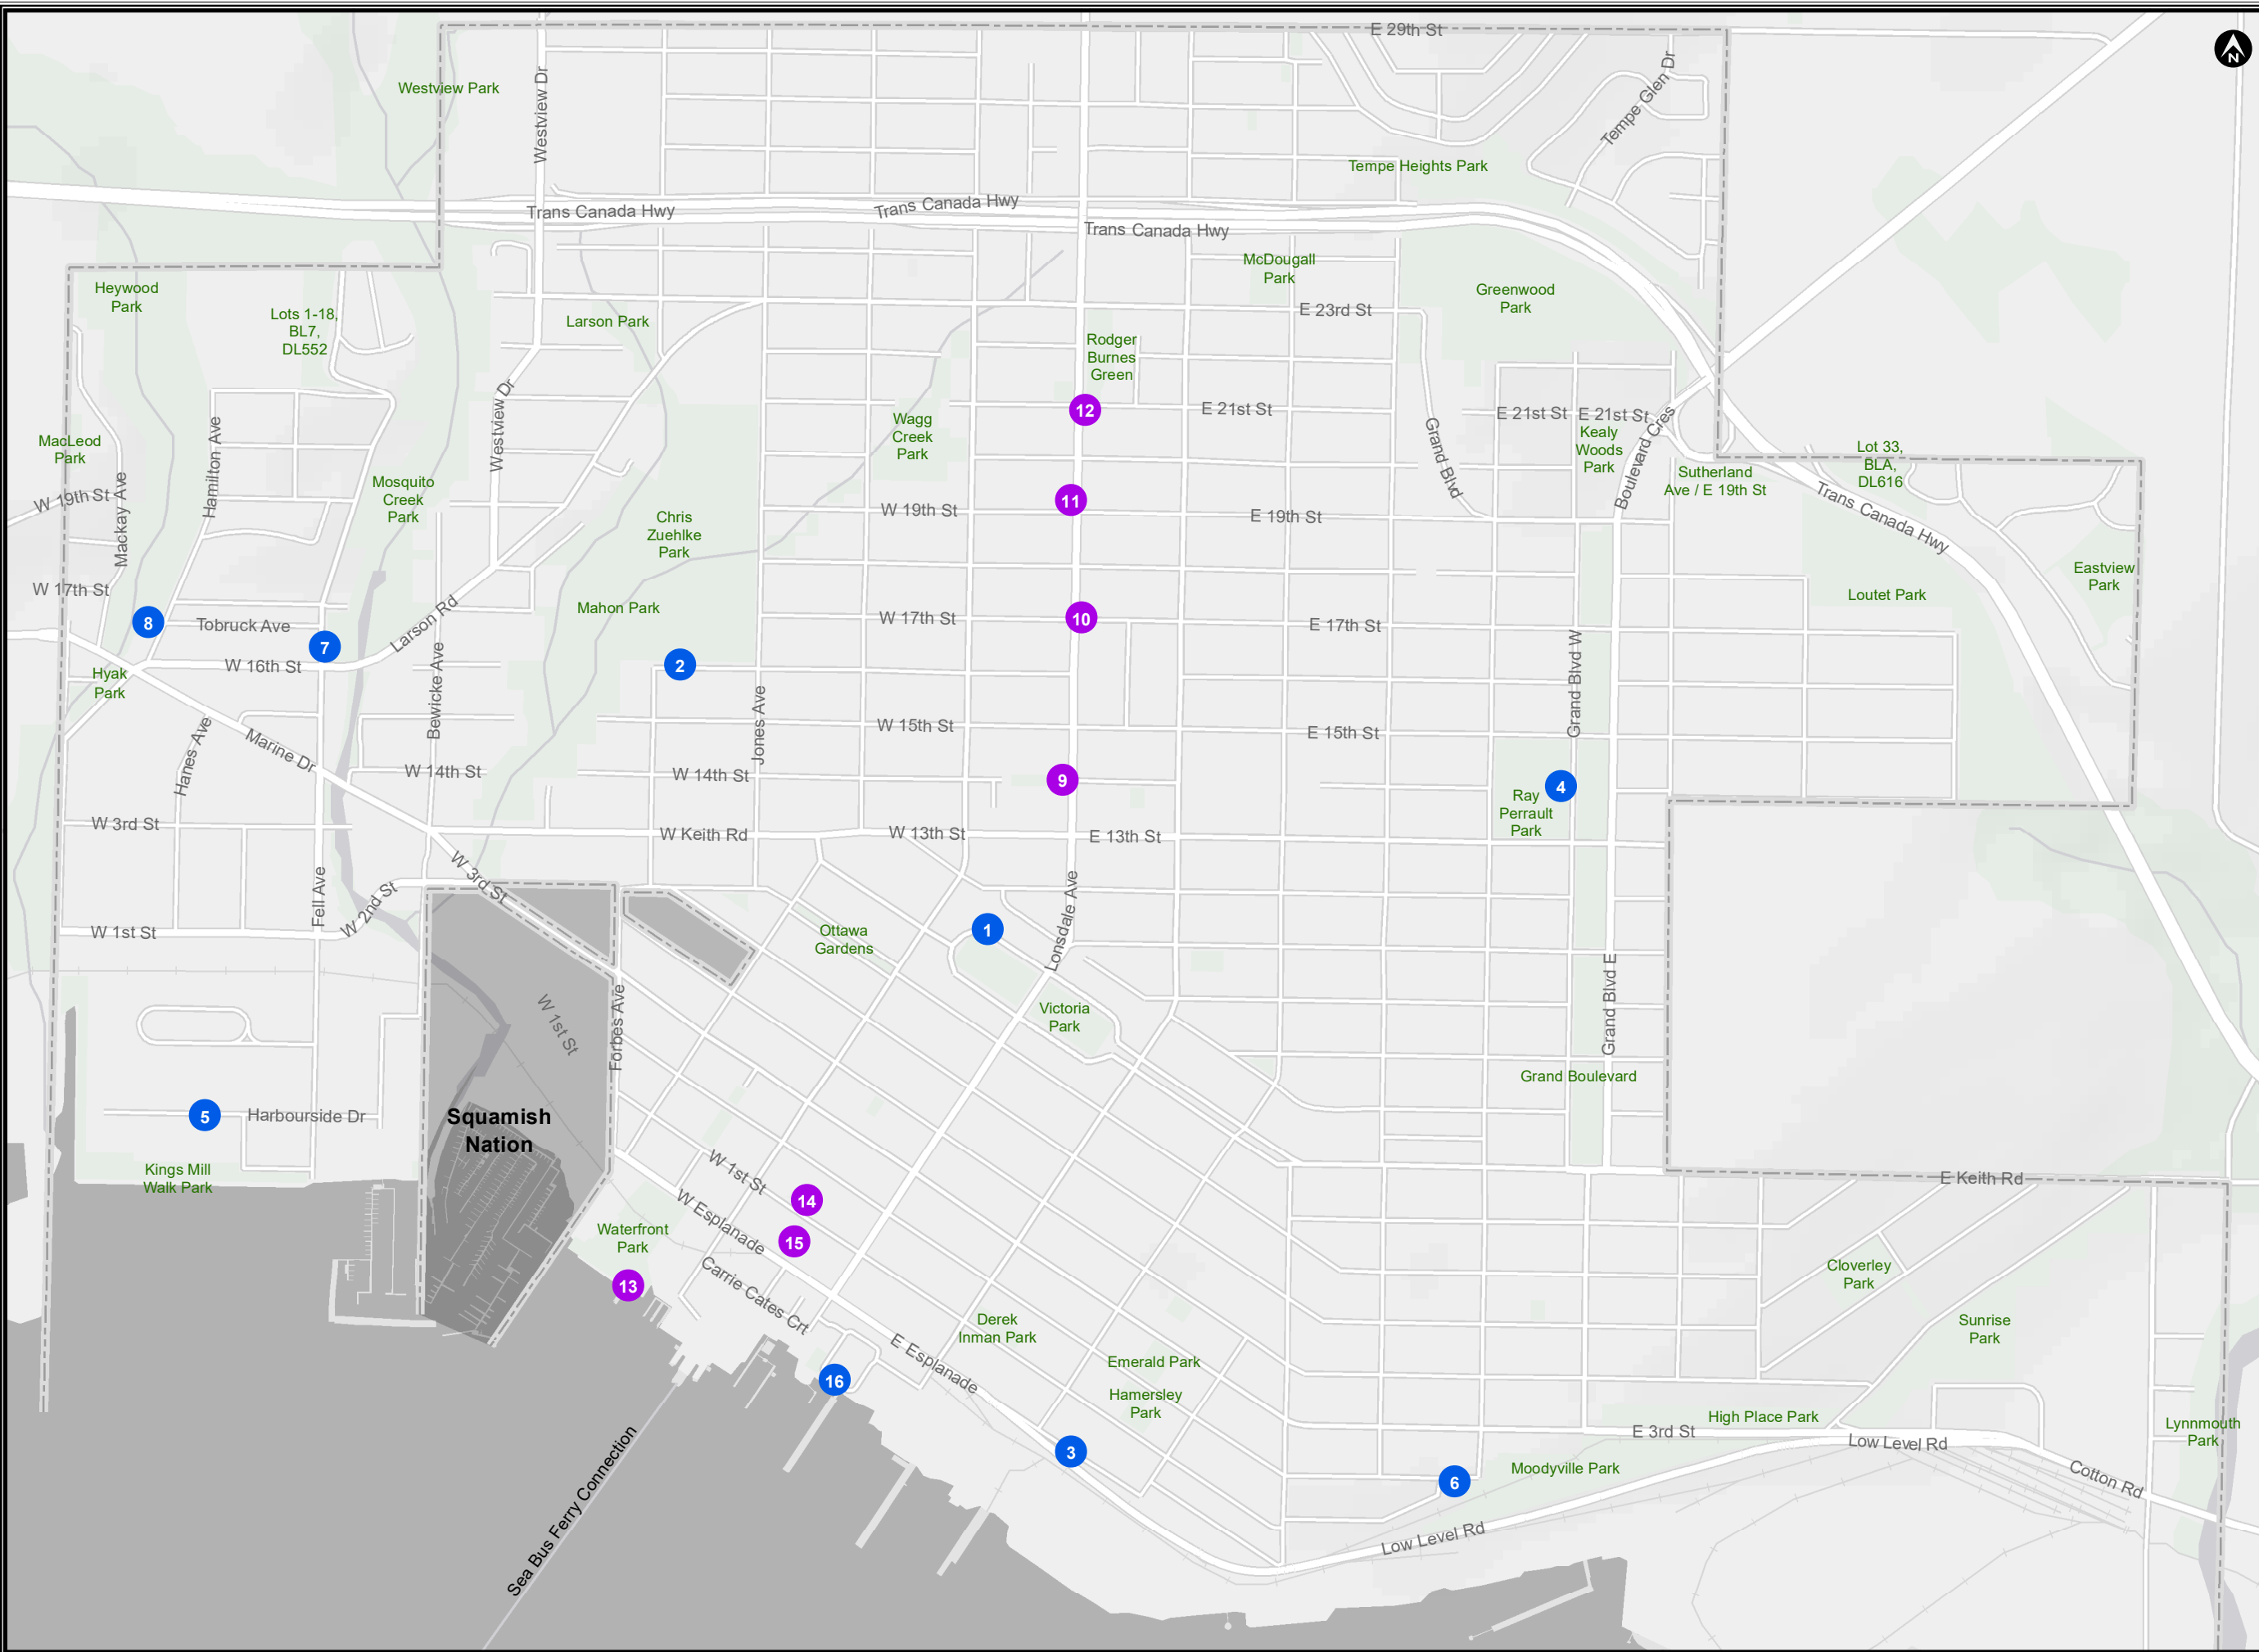 E 29th St
N
Westview Park
Westview Dr
Tempe Glen Dr
Tempe Heights Park
Trans Canada Hwy
Trans Canada Hwy
Trans Canada Hwy
McDougall
Park
Heywood
Park
Greenwood
Park
Lots 1-18,
BL7,
DL552
Larson Park
E 23rd St
Rodger
Burnes
Green
Westview Dr
12
E 21st St
E 21st St
E 21st St
Boulevard Cres
Wagg
Creek
Park
Grand Blvd
Kealy
Woods
Park
MacLeod
Park
Hamilton Ave
Lot 33,
BLA,
DL616
Sutherland
Ave / E 19th St
Mosquito
Creek
Park
W 19th St
Mackay Ave
11
W 19th St
E 19th St
Trans Canada Hwy
Chris
Zuehlke
Park
W 17th St
Eastview
Park
Loutet Park
Mahon Park
8
Tobruck Ave
Larson Rd
W 17th St
10
E 17th St
7
W 16th St
2
Hyak
Park
Bewicke Ave
Jones Ave
Grand Blvd W
W 15th St
E 15th St
Hanes Ave
Marine Dr
W 14th St
W 14th St
9
4
Ray
Perrault
Park
W 3rd St
W Keith Rd
W 13th St
E 13th St
W 3rd St
Fell Ave
W 2nd St
W 1st St
Ottawa
Gardens
1
Lonsdale Ave
Victoria
Park
W 1st St
Forbes Ave
Grand Blvd E
Grand Boulevard
5
Harbourside Dr
Squamish
Nation
Kings Mill
Walk Park
W 1st St
E Keith Rd
14
W Esplanade
15
Waterfront
Park
13
Carrie Cates Crt
Cloverley
Park
Derek
Inman Park
Sunrise
Park
E Esplanade
Emerald Park
16
Hamersley
Park
High Place Park
E 3rd St
Low Level Rd
Lynnmouth
Park
3
Moodyville Park
6
Cotton Rd
Sea Bus Ferry Connection
Low Level Rd